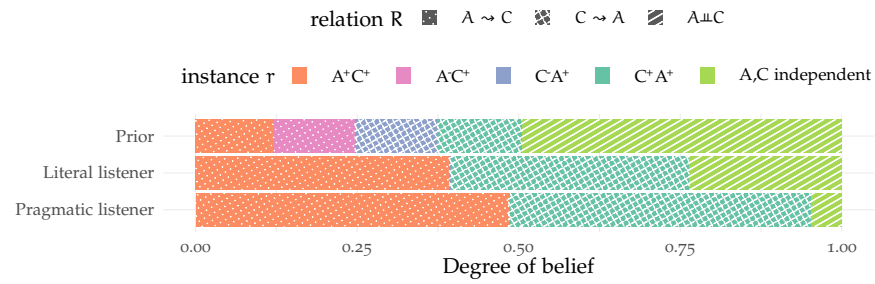 relation R A ⇝ C C ⇝ A A⫫C
instance r A⁺C⁺ A⁻C⁺ C⁻A⁺ C⁺A⁺ A,C independent
Prior
Literal listener
Pragmatic listener
0.00 0.25 0.50 0.75 1.00
Degree of belief